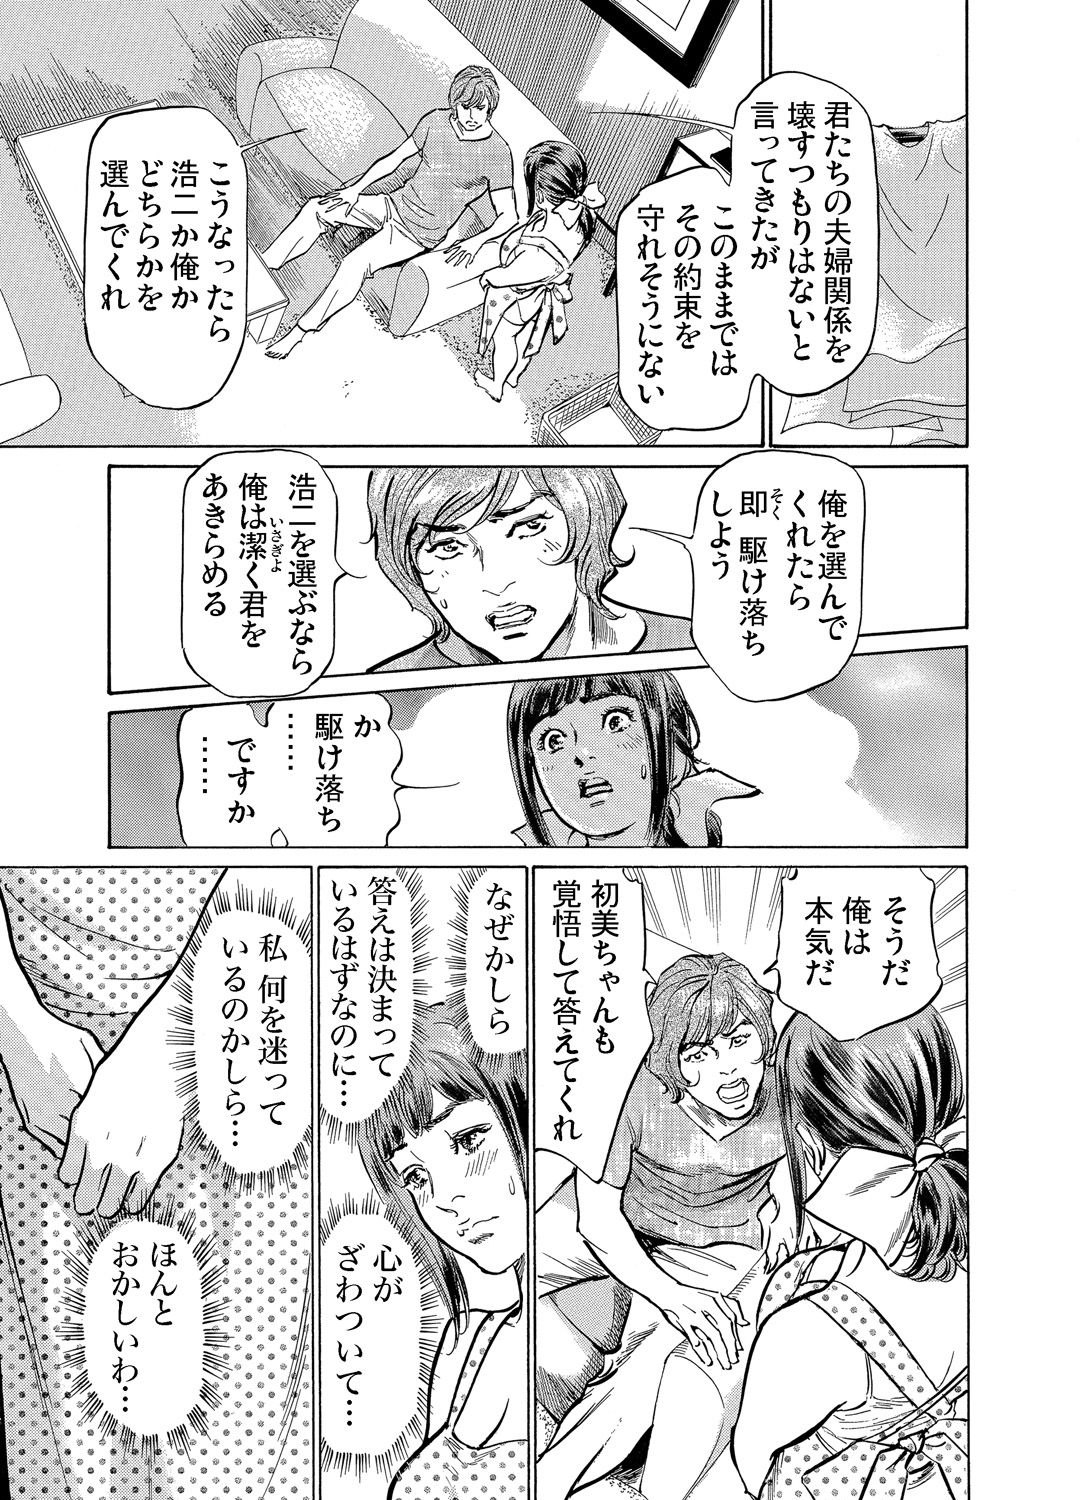 君たちの夫婦関係を
壊すつもりはないと
言ってきたが
このままでは
その約束を
守れそうにない
こうなったら
浩二か俺か
どちらかを
選んでくれ
俺を選んで
くれたら
即 駆け落ち
そく
しよう
浩二を選ぶなら
俺は潔く君を
いさぎよ
あきらめる
か
駆け落ち
……
ですか
……
そうだ
俺は
本気だ
初美ちゃんも
覚悟して答えてくれ
なぜかしら
答えは決まって
いるはずなのに…
心が
ざわついて…
私 何を迷って
いるのかしら…
ほんと
おかしいわ…